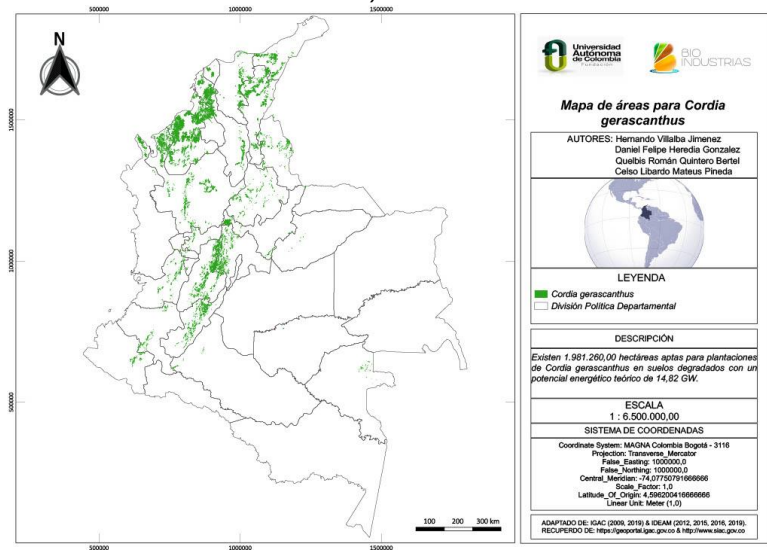 500000 1000000 1500000
N
1500000
1000000
500000
100 200 300 km
500000 1000000 1500000
Universidad
Autónoma
de Colombia
Fundación
BIO
INDUSTRIAS
Mapa de áreas para Cordia
gerascanthus
AUTORES: Hernando Villalba Jimenez
Daniel Felipe Heredia Gonzalez
Quelbis Román Quintero Bertel
Celso Libardo Mateus Pineda
LEYENDA
Cordia gerascanthus
División Politica Departamental
DESCRIPCIÓN
Existen 1.981.260,00 hectáreas aptas para plantaciones
de Cordia gerascanthus en suelos degradados con un
potencial energético teórico de 14,82 GW.
ESCALA
1 : 6.500.000,00
SISTEMA DE COORDENADAS
Coordinate System: MAGNA Colombia Bogotá - 3116
Projection: Transverse_Mercator
False_Easting: 1000000,0
False_Northing: 1000000,0
Central_Meridian: -74,07750791666666
Scale_Factor: 1,0
Latitude_Of_Origin: 4,596200416666666
Linear Unit: Meter (1,0)
ADAPTADO DE: IGAC (2009, 2019) & IDEAM (2012, 2015, 2016, 2019).
RECUPERDO DE: https://geoportal.igac.gov.co & http://www.siac.gov.co